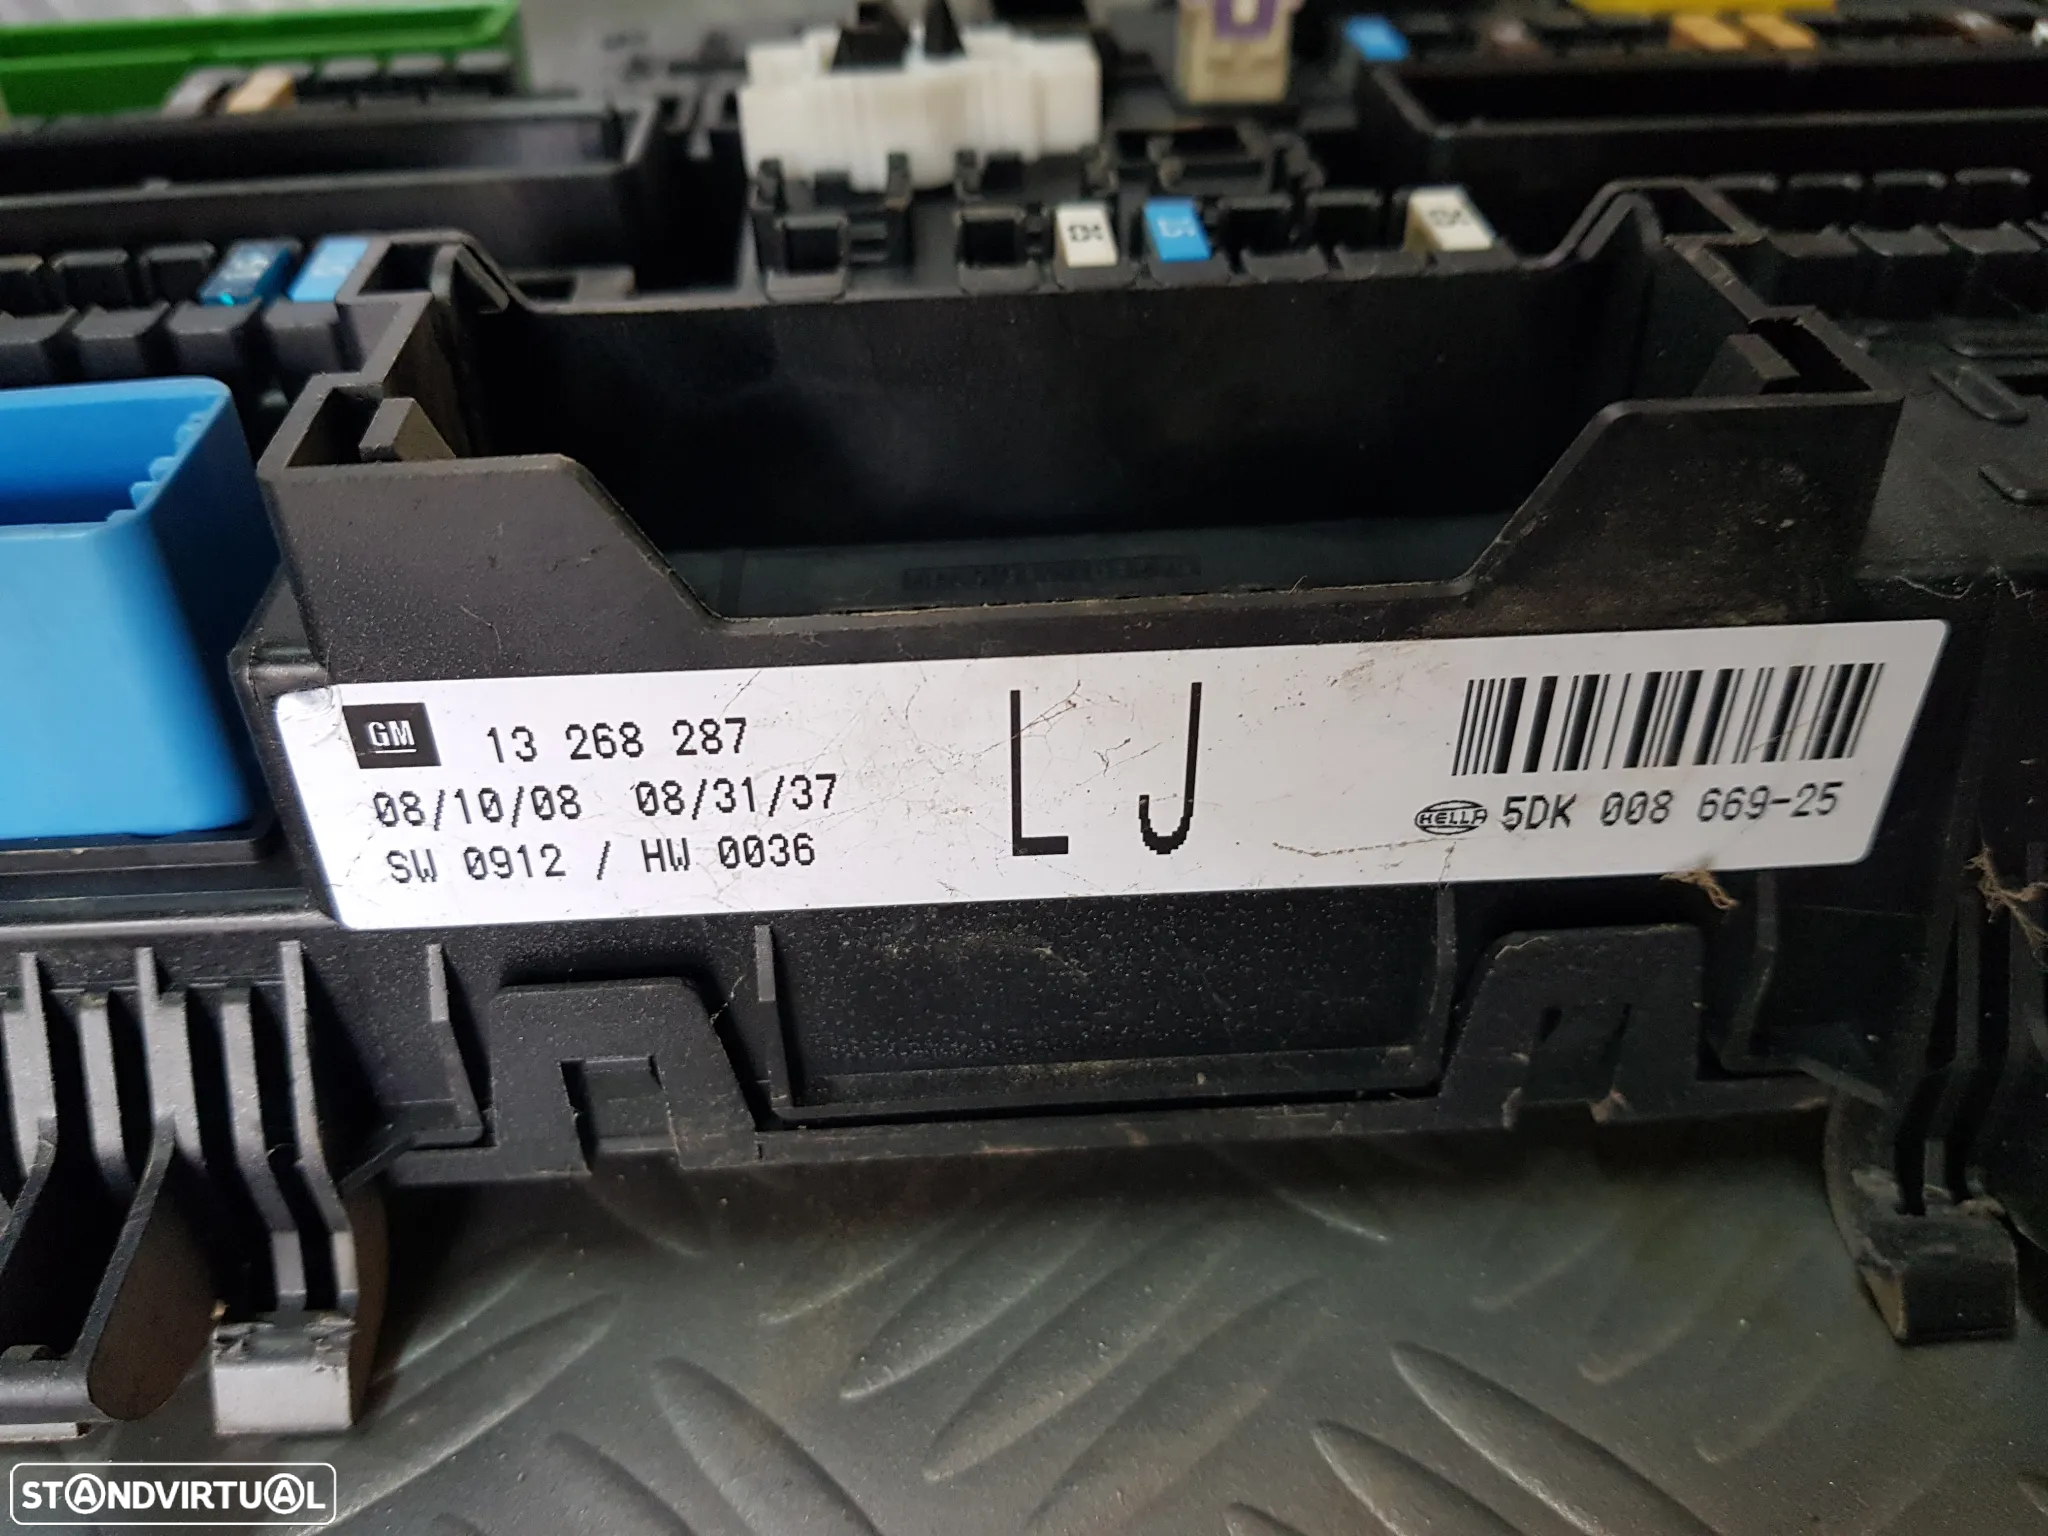 GM 13 268 287
08/10/08 08/31/37
SW 0912 / HW 0036
LJ
HELLA 5DK 008 669-25
STANDVIRTUAL